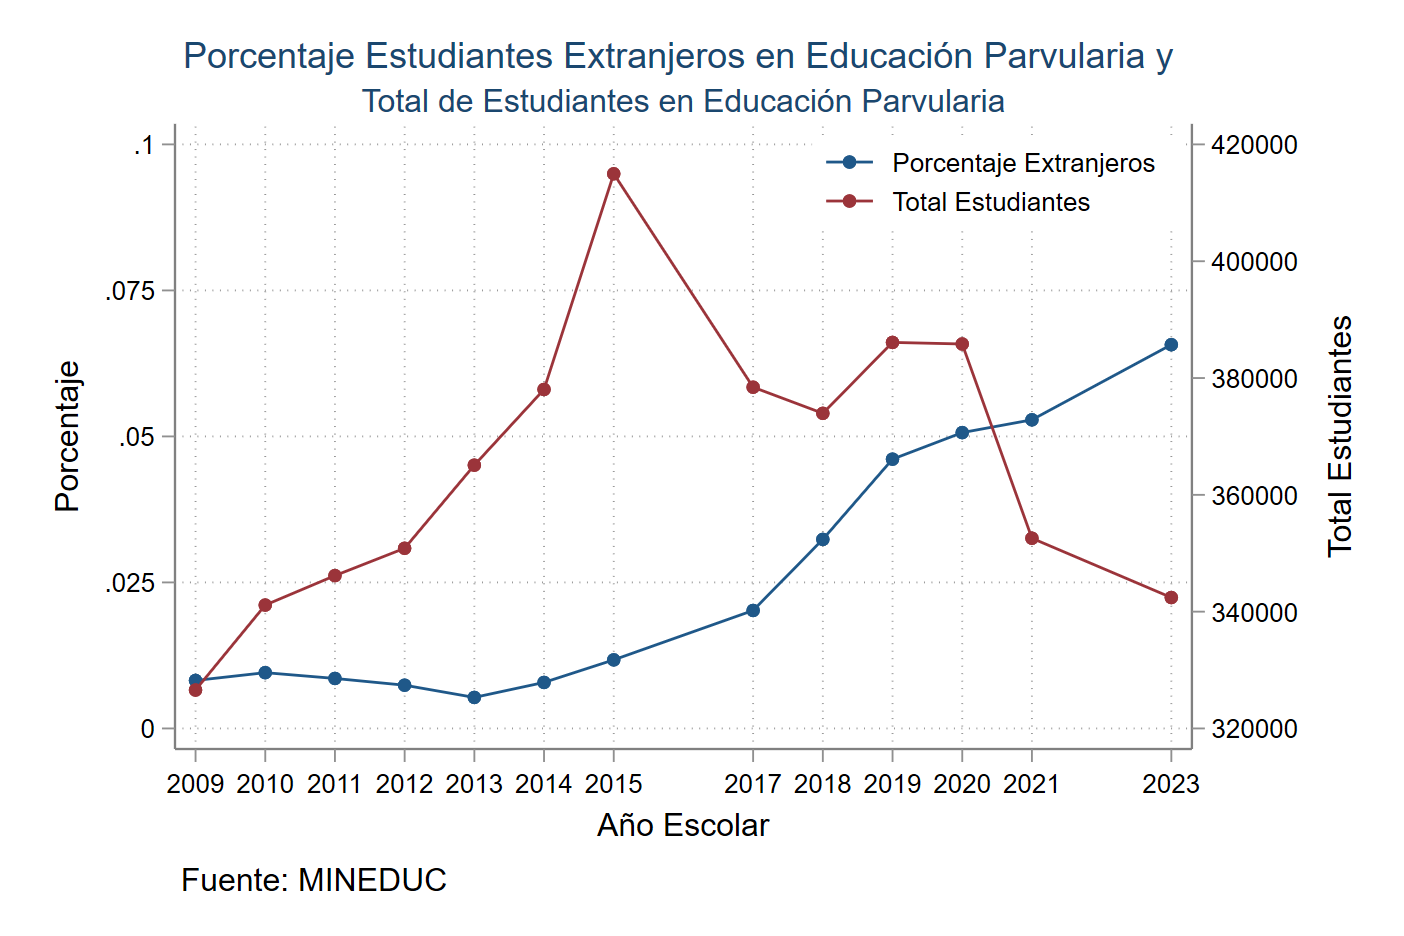 Porcentaje Estudiantes Extranjeros en Educación Parvularia y
Total de Estudiantes en Educación Parvularia
Porcentaje Extranjeros
Total Estudiantes
.1
.075
.05
.025
0
Porcentaje
420000
400000
380000
360000
340000
320000
Total Estudiantes
2009 2010 2011 2012 2013 2014 2015 2017 2018 2019 2020 2021 2023
Año Escolar
Fuente: MINEDUC